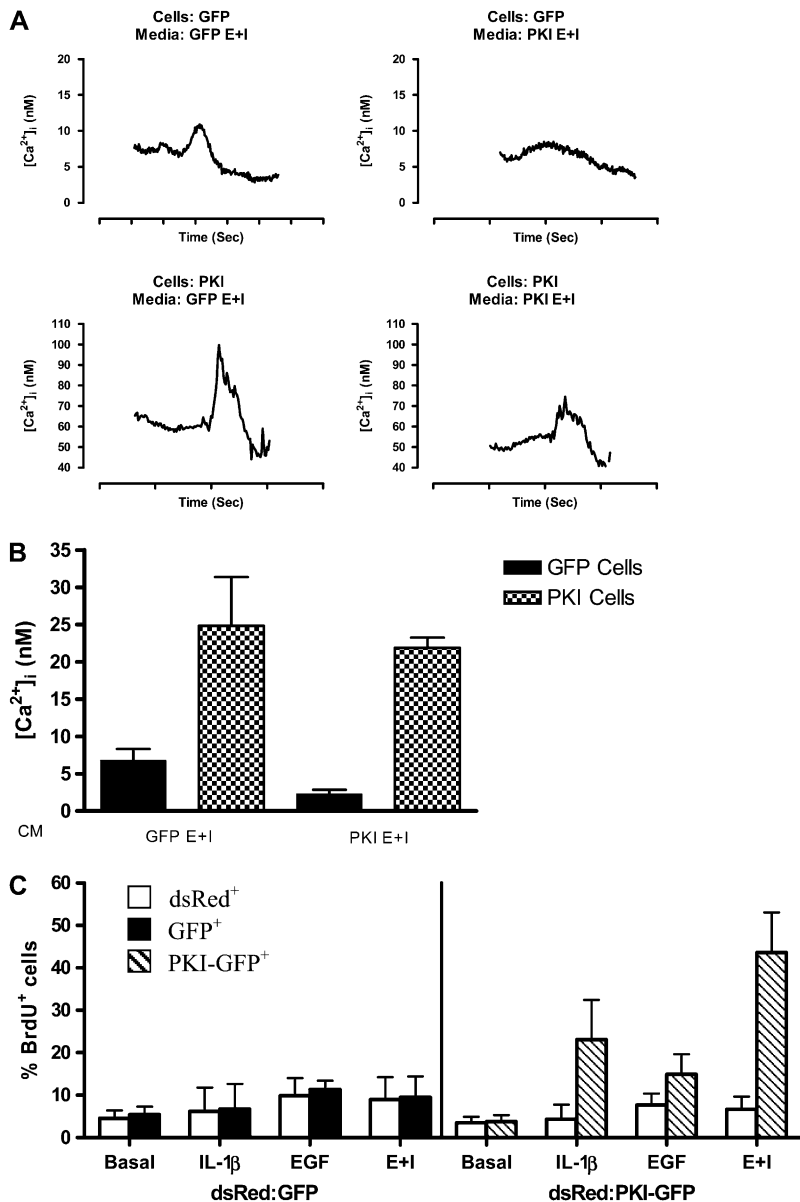 A
Cells: GFP
Media: GFP E+I
20
15
10
5
0
[Ca²⁺]ᵢ (nM)
Time (Sec)
Cells: GFP
Media: PKI E+I
20
15
10
5
0
[Ca²⁺]ᵢ (nM)
Time (Sec)
Cells: PKI
Media: GFP E+I
110
100
90
80
70
60
50
40
[Ca²⁺]ᵢ (nM)
Time (Sec)
Cells: PKI
Media: PKI E+I
110
100
90
80
70
60
50
40
[Ca²⁺]ᵢ (nM)
Time (Sec)
B
35
30
25
20
15
10
5
0
[Ca²⁺]ᵢ (nM)
GFP Cells
PKI Cells
CM
GFP E+I
PKI E+I
C
60
50
40
30
20
10
0
% BrdU⁺ cells
dsRed⁺
GFP⁺
PKI-GFP⁺
Basal IL-1β EGF E+I Basal IL-1β EGF E+I
dsRed:GFP dsRed:PKI-GFP